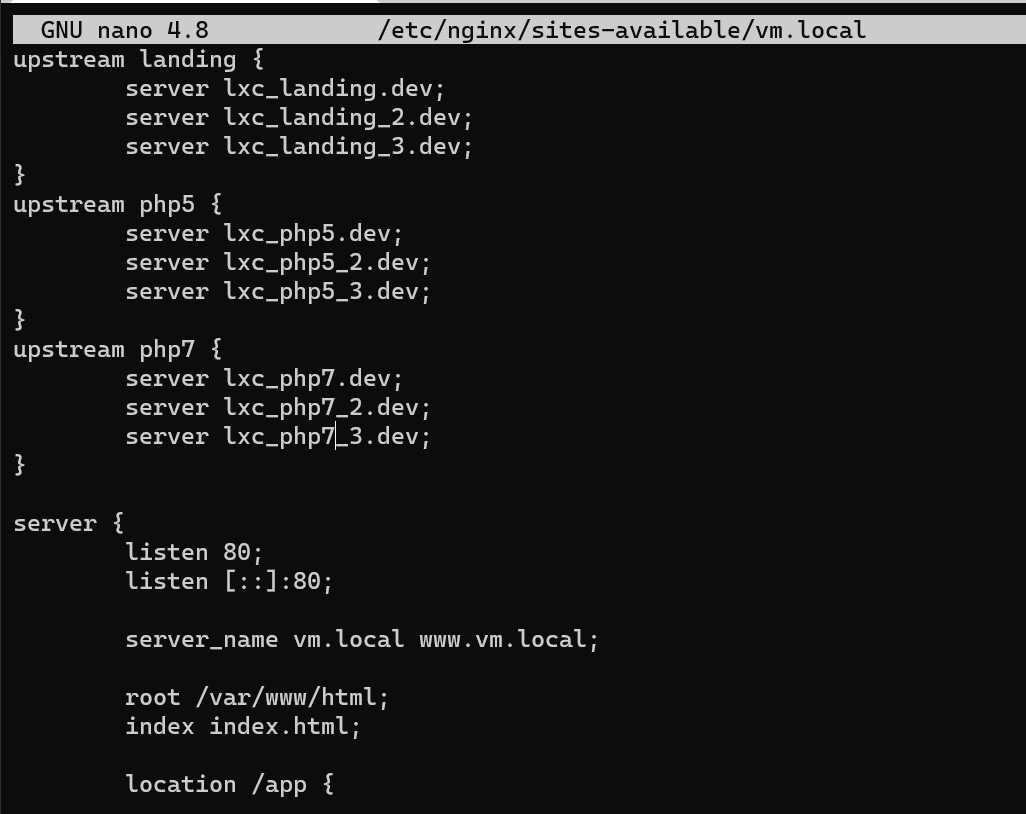 GNU nano 4.8 /etc/nginx/sites-available/vm.local
upstream landing {
server lxc_landing.dev;
server lxc_landing_2.dev;
server lxc_landing_3.dev;
}
upstream php5 {
server lxc_php5.dev;
server lxc_php5_2.dev;
server lxc_php5_3.dev;
}
upstream php7 {
server lxc_php7.dev;
server lxc_php7_2.dev;
server lxc_php7_3.dev;
}
server {
listen 80;
listen [::]:80;
server_name vm.local www.vm.local;
root /var/www/html;
index index.html;
location /app {